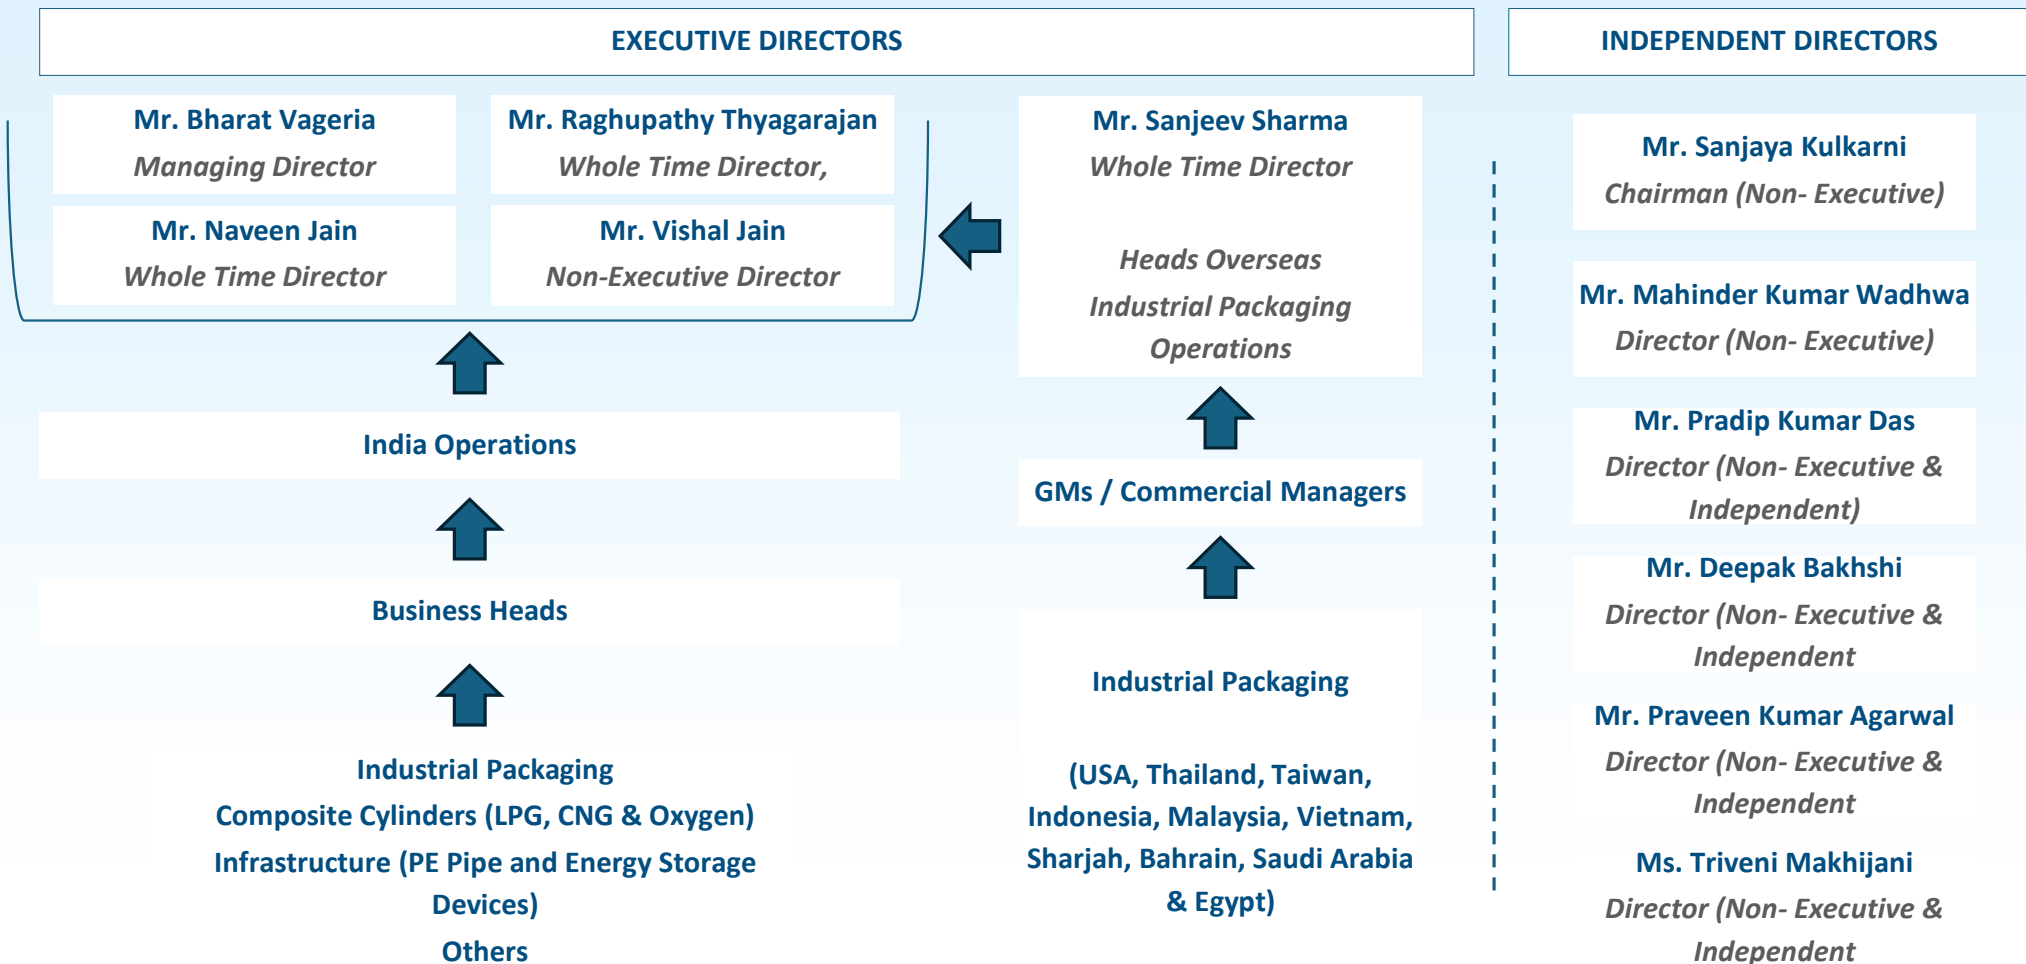 EXECUTIVE DIRECTORS
INDEPENDENT DIRECTORS
Mr. Bharat Vageria
Managing Director
Mr. Raghupathy Thyagarajan
Whole Time Director,
Mr. Naveen Jain
Whole Time Director
Mr. Vishal Jain
Non-Executive Director
India Operations
Business Heads
Industrial Packaging
Composite Cylinders (LPG, CNG & Oxygen)
Infrastructure (PE Pipe and Energy Storage
Devices)
Others
Mr. Sanjeev Sharma
Whole Time Director
Heads Overseas
Industrial Packaging
Operations
GMs / Commercial Managers
Industrial Packaging
(USA, Thailand, Taiwan,
Indonesia, Malaysia, Vietnam,
Sharjah, Bahrain, Saudi Arabia
& Egypt)
Mr. Sanjaya Kulkarni
Chairman (Non- Executive)
Mr. Mahinder Kumar Wadhwa
Director (Non- Executive)
Mr. Pradip Kumar Das
Director (Non- Executive &
Independent)
Mr. Deepak Bakhshi
Director (Non- Executive &
Independent
Mr. Praveen Kumar Agarwal
Director (Non- Executive &
Independent
Ms. Triveni Makhijani
Director (Non- Executive &
Independent